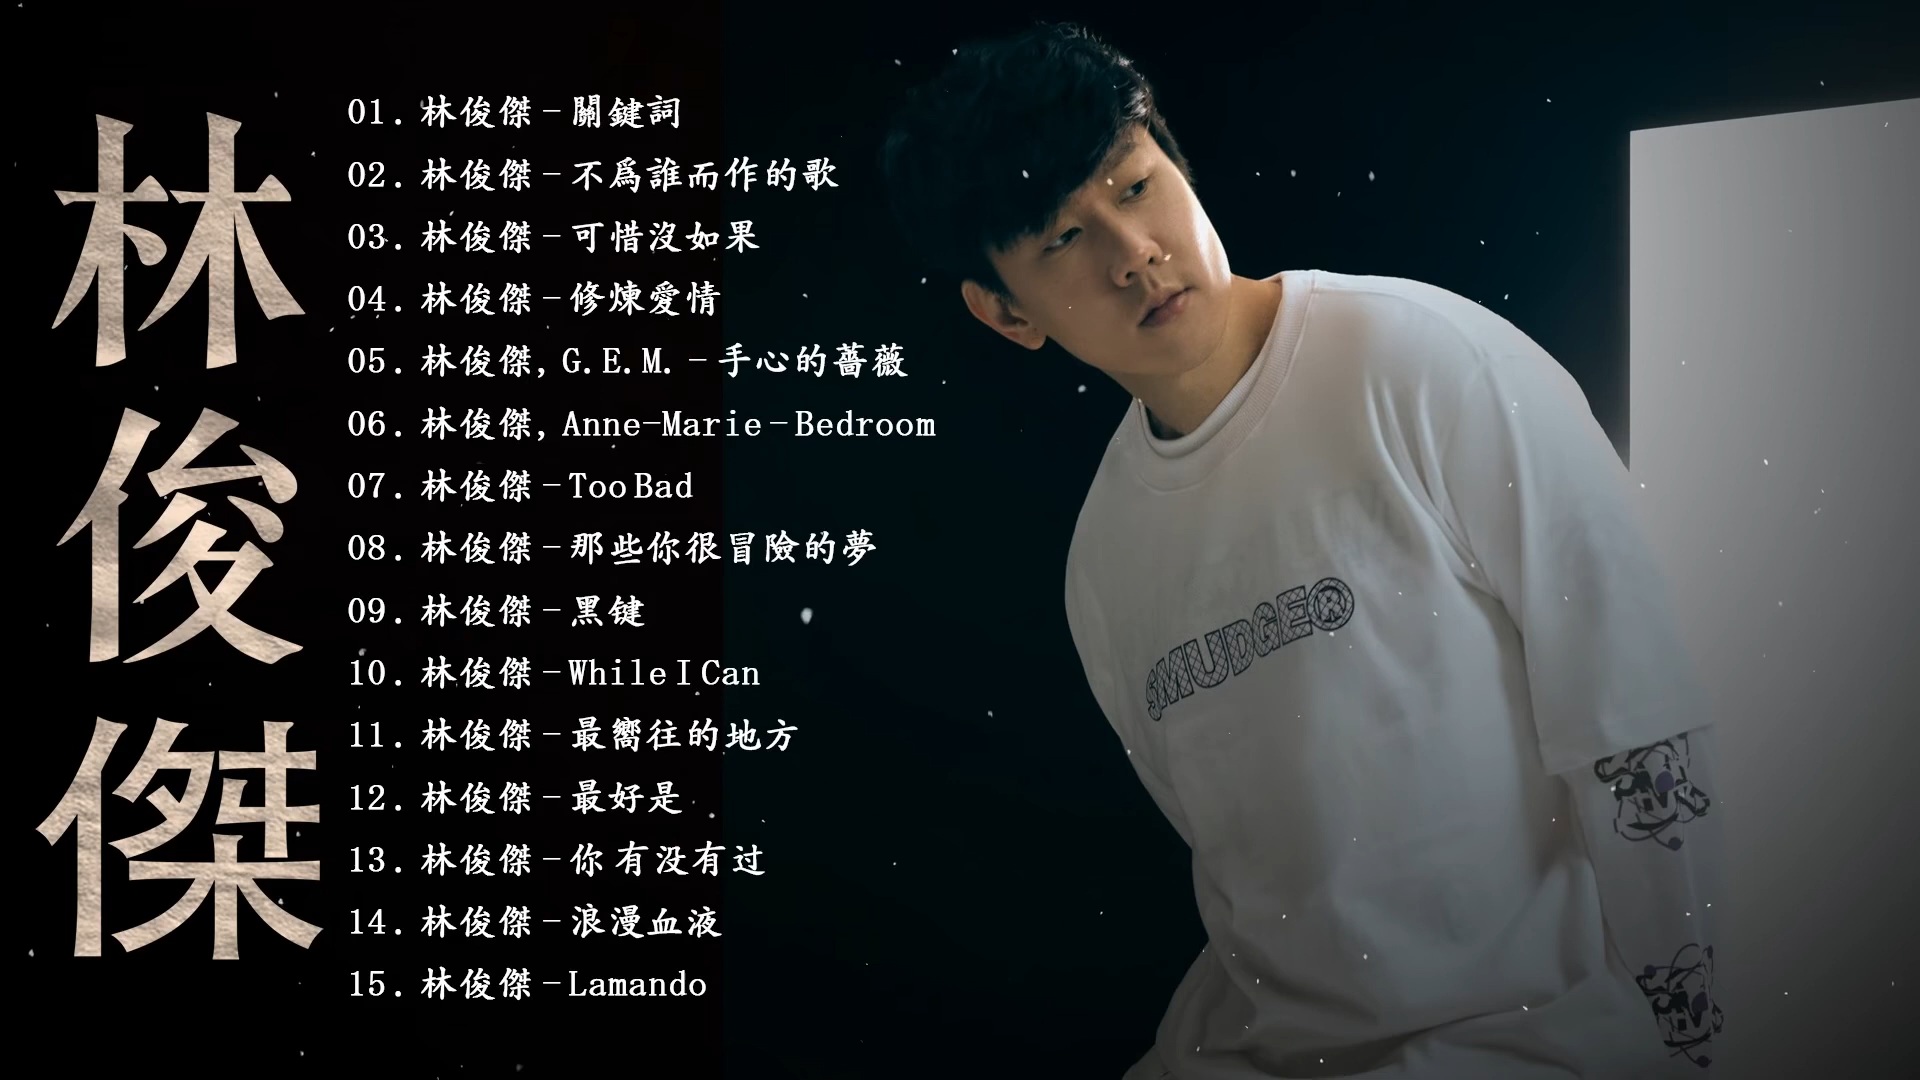 林俊傑
01. 林俊傑 – 關鍵詞
02. 林俊傑 – 不爲誰而作的歌
03. 林俊傑 – 可惜沒如果
04. 林俊傑 – 修煉愛情
05. 林俊傑, G.E.M. – 手心的薔薇
06. 林俊傑, Anne-Marie – Bedroom
07. 林俊傑 – Too Bad
08. 林俊傑 – 那些你很冒險的夢
09. 林俊傑 – 黑键
10. 林俊傑 – While I Can
11. 林俊傑 – 最嚮往的地方
12. 林俊傑 – 最好是
13. 林俊傑 – 你 有没有过
14. 林俊傑 – 浪漫血液
15. 林俊傑 – Lamando
SMUDGE®